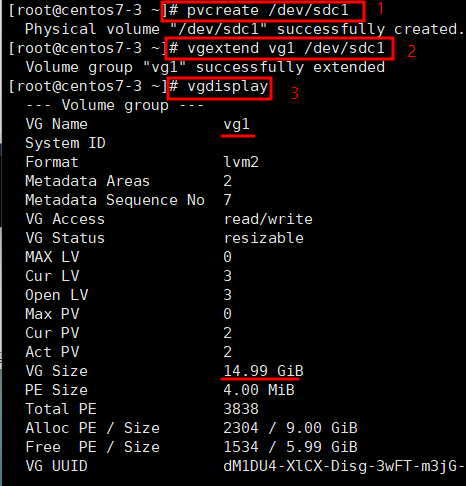 [root@centos7-3 ~]# pvcreate /dev/sdc1 1
Physical volume "/dev/sdc1" successfully created.
[root@centos7-3 ~]# vgextend vg1 /dev/sdc1 2
Volume group "vg1" successfully extended
[root@centos7-3 ~]# vgdisplay 3
--- Volume group ---
VG Name vg1
System ID
Format lvm2
Metadata Areas 2
Metadata Sequence No 7
VG Access read/write
VG Status resizable
MAX LV 0
Cur LV 3
Open LV 3
Max PV 0
Cur PV 2
Act PV 2
VG Size 14.99 GiB
PE Size 4.00 MiB
Total PE 3838
Alloc PE / Size 2304 / 9.00 GiB
Free PE / Size 1534 / 5.99 GiB
VG UUID dM1DU4-XlCX-Disg-3wFT-m3jG-